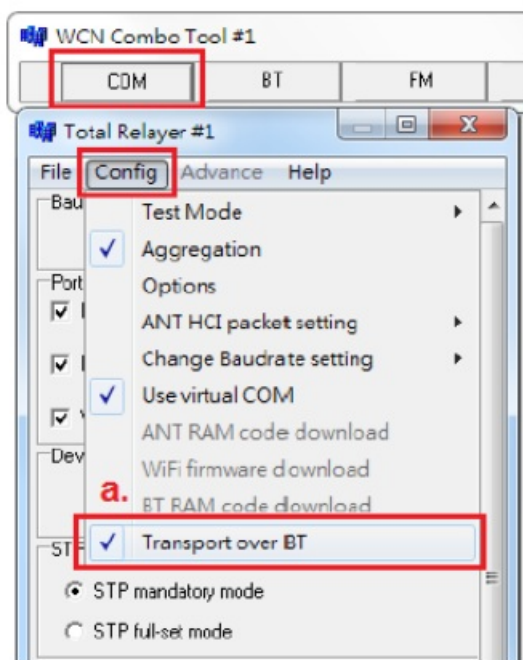 WCN Combo Tool #1
COM BT FM
Total Relayer #1
File Config Advance Help
Bau
Test Mode
Aggregation
Port
Options
ANT HCI packet setting
Change Baudrate setting
Use virtual COM
ANT RAM code download
Dev
WiFi firmware download
a.
BT RAM code download
Transport over BT
STP mandatory mode
STP full-set mode